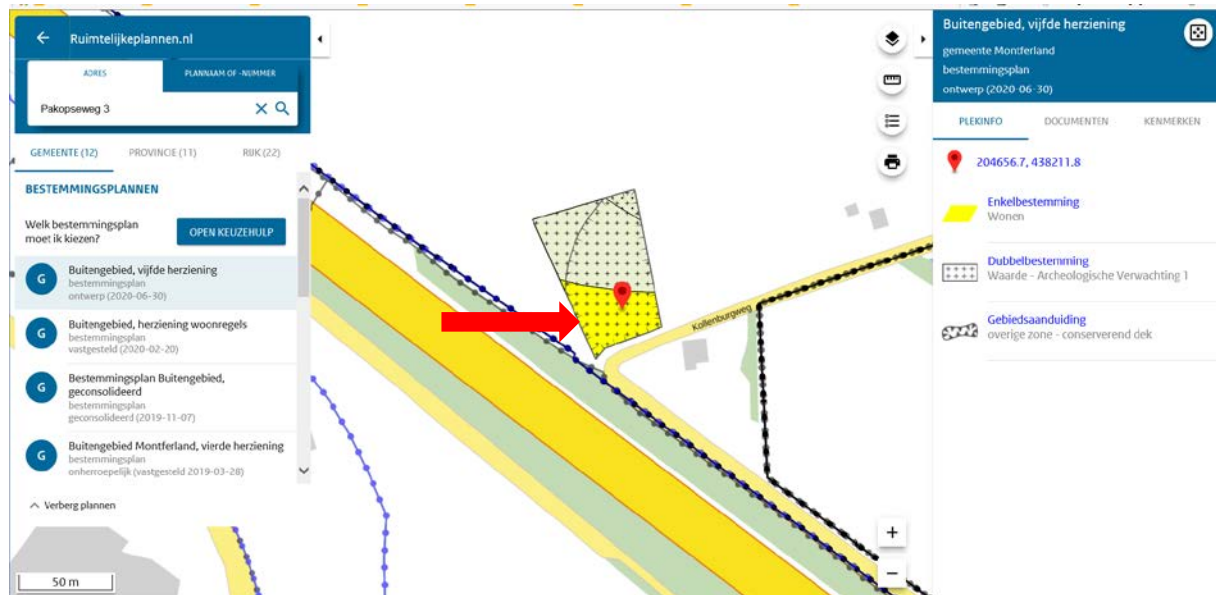 Ruimtelijkeplannen.nl
ADRES
PLANNAAM OF -NUMMER
Pakopseweg 3
GEMEENTE (12)
PROVINCIE (11)
RIJK (22)
BESTEMMINGSPLANNEN
Welk bestemmingsplan
moet ik kiezen?
OPEN KEUZEHULP
G
Buitengebied, vijfde herziening
bestemmingsplan
ontwerp (2020-06-30)
G
Buitengebied, herziening woonregels
bestemmingsplan
vastgesteld (2020-02-20)
G
Bestemmingsplan Buitengebied,
geconsolideerd
bestemmingsplan
geconsolideerd (2019-11-07)
G
Buitengebied Montferland, vierde herziening
bestemmingsplan
onherroepelijk (vastgesteld 2019-03-28)
Verberg plannen
50 m
Kollenburgweg
+
−
Buitengebied, vijfde herziening
gemeente Montferland
bestemmingsplan
ontwerp (2020-06-30)
PLEKINFO
DOCUMENTEN
KENMERKEN
204656.7, 438211.8
Enkelbestemming
Wonen
Dubbelbestemming
Waarde - Archeologische Verwachting 1
Gebiedsaanduiding
overige zone - conserverend dek